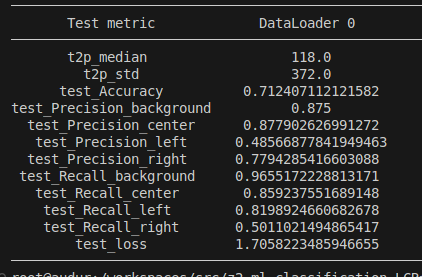 Test metric DataLoader 0
t2p_median 118.0
t2p_std 372.0
test_Accuracy 0.712407112121582
test_Precision_background 0.875
test_Precision_center 0.877902626991272
test_Precision_left 0.48566877841949463
test_Precision_right 0.7794285416603088
test_Recall_background 0.9655172228813171
test_Recall_center 0.859237551689148
test_Recall_left 0.8198924660682678
test_Recall_right 0.5011021494865417
test_loss 1.7058223485946655